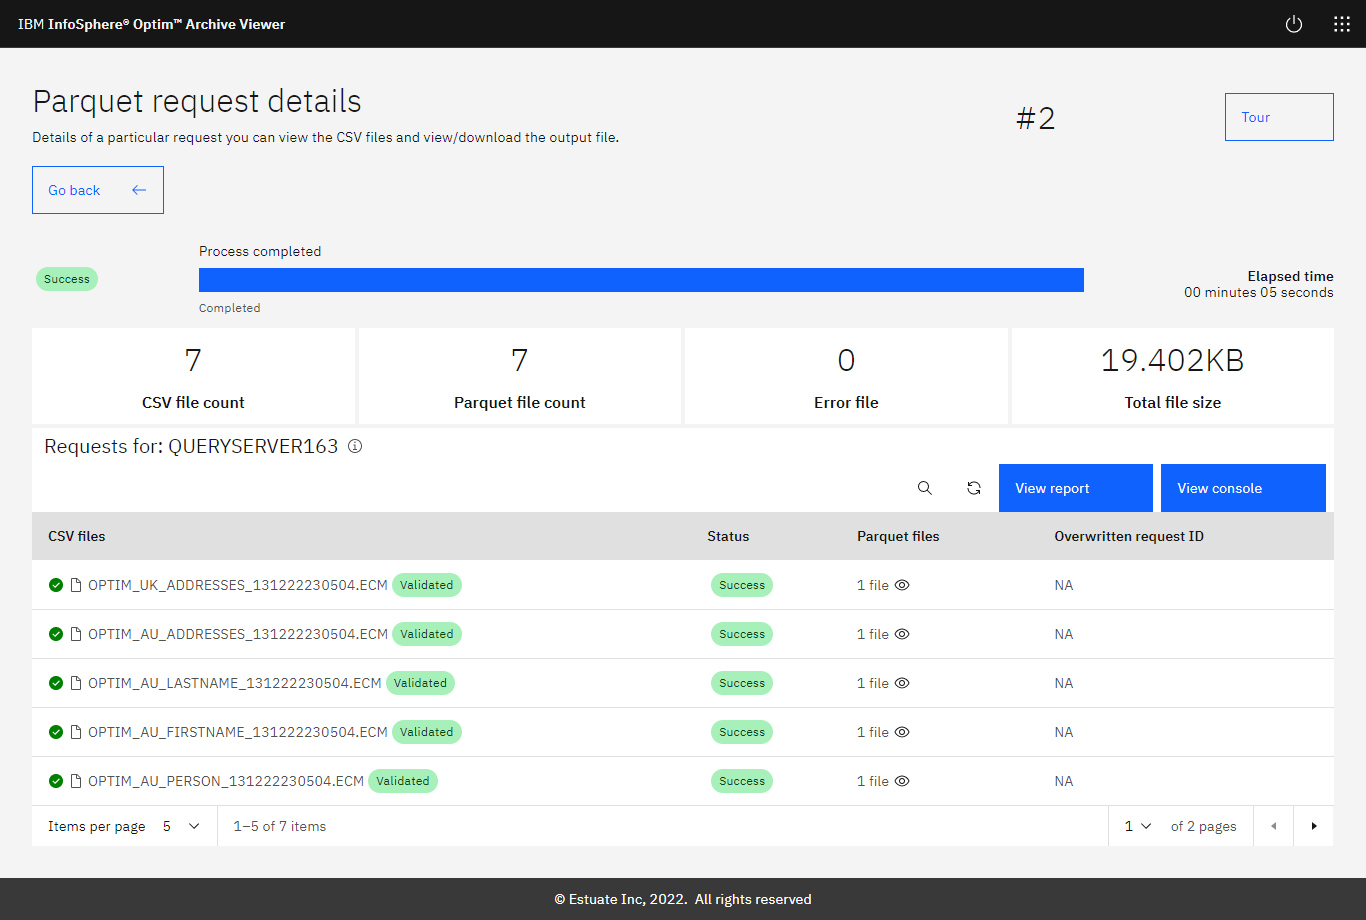 IBM InfoSphere® Optim™ Archive Viewer
Parquet request details
#2
Tour
Details of a particular request you can view the CSV files and view/download the output file.
Go back
Process completed
Success
Elapsed time
00 minutes 05 seconds
Completed
7
CSV file count
7
Parquet file count
0
Error file
19.402KB
Total file size
Requests for: QUERYSERVER163
View report
View console
CSV files Status Parquet files Overwritten request ID
OPTIM_UK_ADDRESSES_131222230504.ECM Validated Success 1 file NA
OPTIM_AU_ADDRESSES_131222230504.ECM Validated Success 1 file NA
OPTIM_AU_LASTNAME_131222230504.ECM Validated Success 1 file NA
OPTIM_AU_FIRSTNAME_131222230504.ECM Validated Success 1 file NA
OPTIM_AU_PERSON_131222230504.ECM Validated Success 1 file NA
Items per page 5 1–5 of 7 items 1 of 2 pages
© Estuate Inc, 2022. All rights reserved